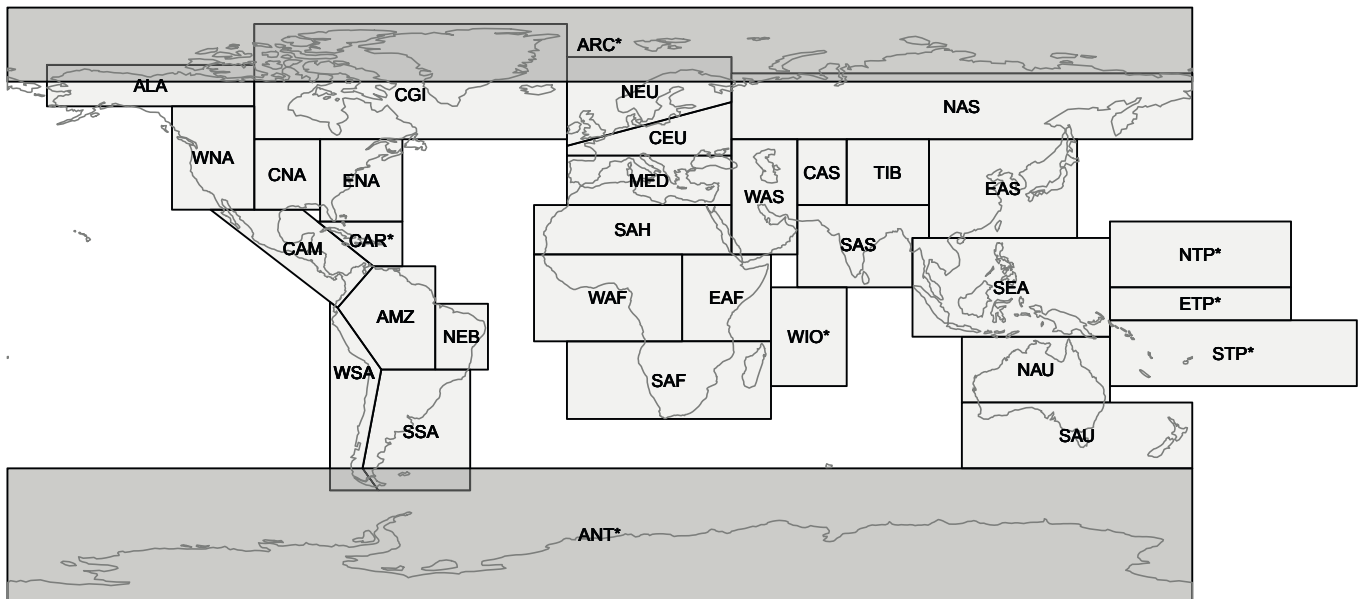 ARC*
ALA
CGI
NEU
NAS
CEU
WNA
CNA
ENA
MED
WAS
CAS
TIB
EAS
CAM
CAR*
SAH
SAS
NTP*
AMZ
NEB
WAF
EAF
WIO*
SEA
ETP*
WSA
SSA
SAF
NAU
STP*
SAU
ANT*